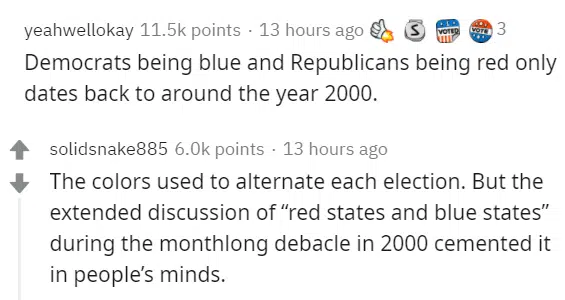 yeahwellokay 11.5k points · 13 hours ago S VOTED VOTE 3
Democrats being blue and Republicans being red only
dates back to around the year 2000.
solidsnake885 6.0k points · 13 hours ago
The colors used to alternate each election. But the
extended discussion of “red states and blue states”
during the monthlong debacle in 2000 cemented it
in people’s minds.